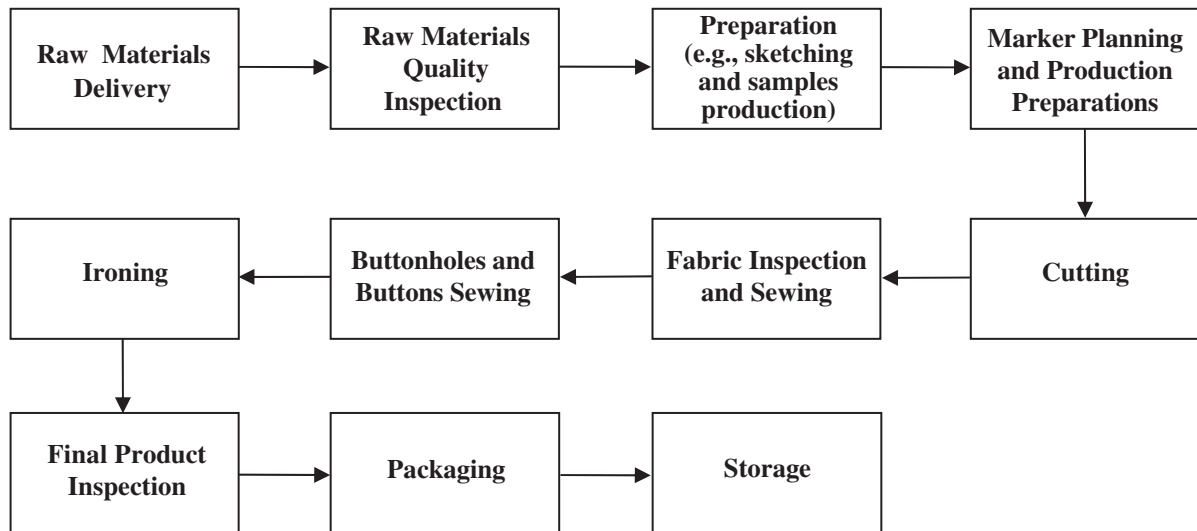 Raw Materials
Delivery
Raw Materials
Quality
Inspection
Preparation
(e.g., sketching
and samples
production)
Marker Planning
and Production
Preparations
Cutting
Fabric Inspection
and Sewing
Buttonholes and
Buttons Sewing
Ironing
Final Product
Inspection
Packaging
Storage